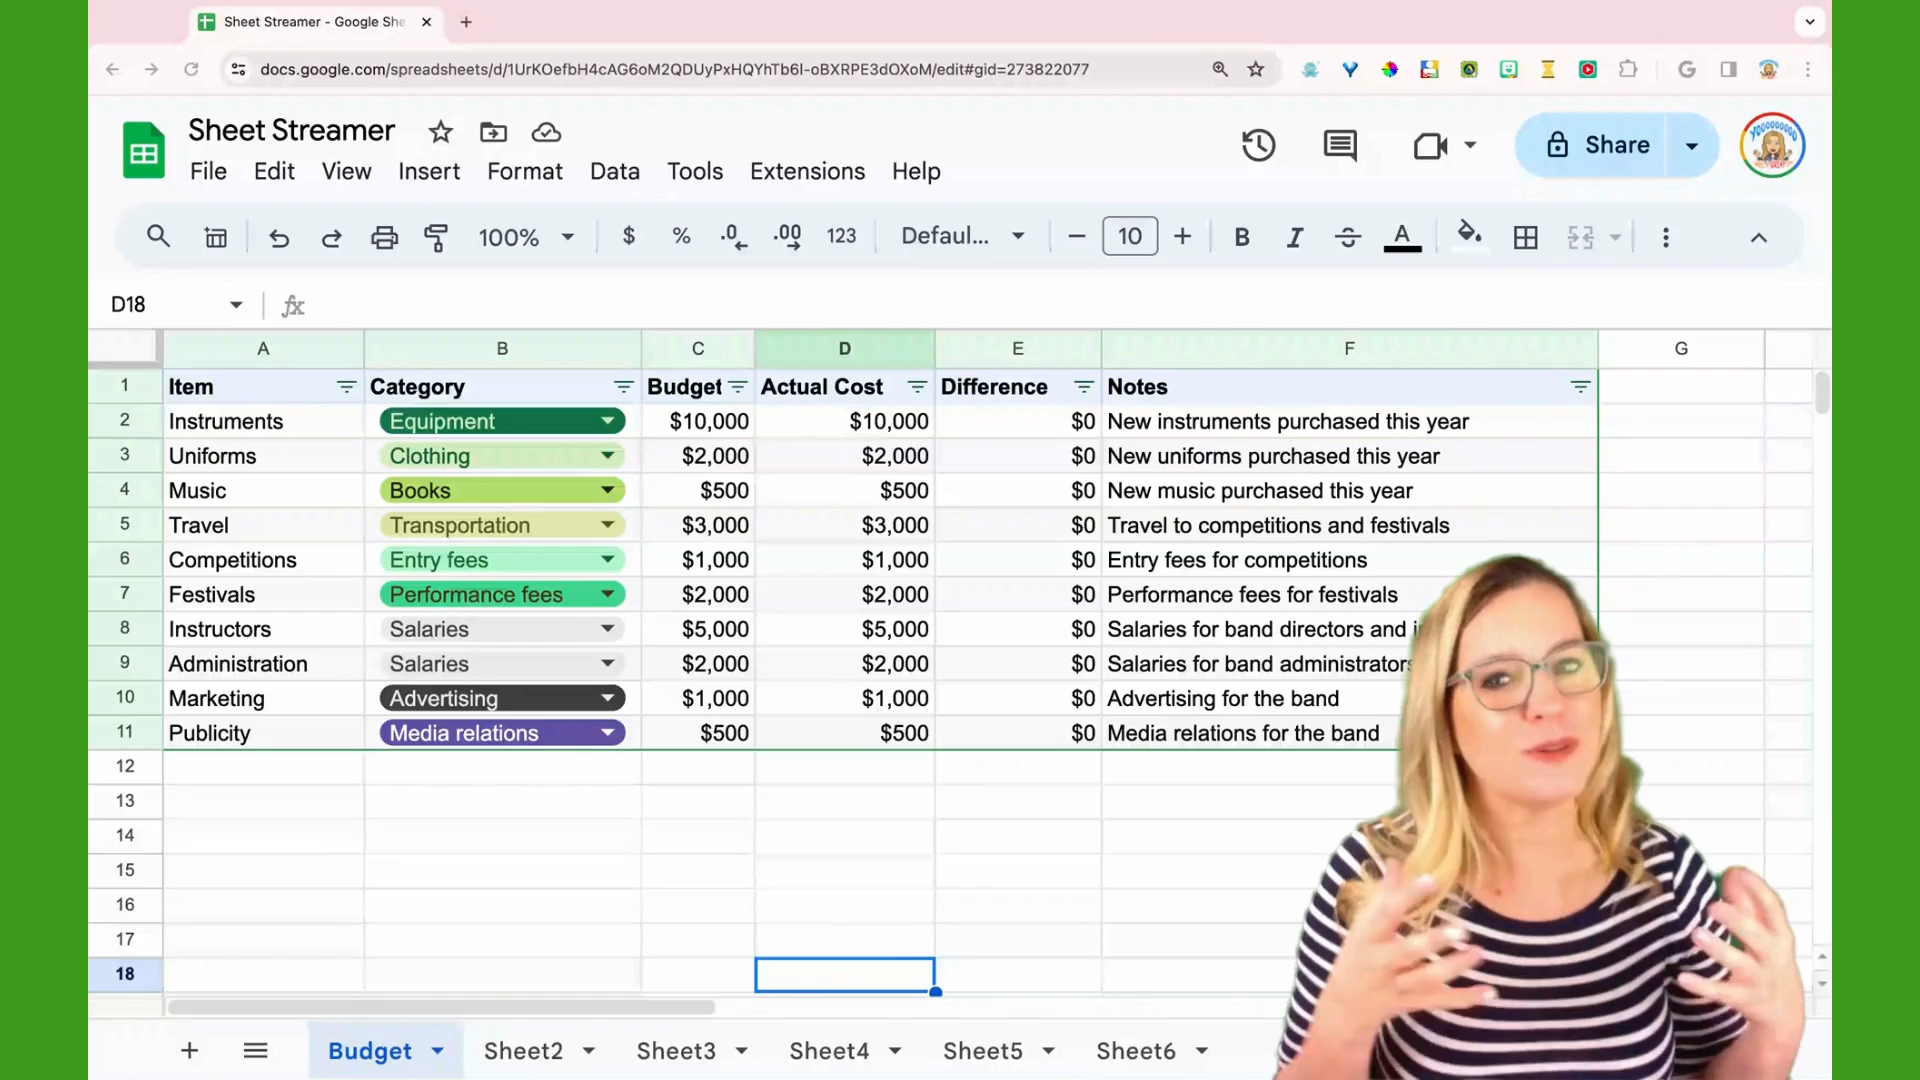 Sheet Streamer - Google She
docs.google.com/spreadsheets/d/1UrKOefbH4cAG6oM2QDUyPxHQYhTb6I-oBXRPE3dOXoM/edit#gid=273822077
Sheet Streamer
Share
File Edit View Insert Format Data Tools Extensions Help
100% $ % .0 .00 123 Defaul... 10 B I S A
D18 fx
A B C D E F G
1 Item Category Budget Actual Cost Difference Notes
2 Instruments Equipment $10,000 $10,000 $0 New instruments purchased this year
3 Uniforms Clothing $2,000 $2,000 $0 New uniforms purchased this year
4 Music Books $500 $500 $0 New music purchased this year
5 Travel Transportation $3,000 $3,000 $0 Travel to competitions and festivals
6 Competitions Entry fees $1,000 $1,000 $0 Entry fees for competitions
7 Festivals Performance fees $2,000 $2,000 $0 Performance fees for festivals
8 Instructors Salaries $5,000 $5,000 $0 Salaries for band directors and
9 Administration Salaries $2,000 $2,000 $0 Salaries for band administrators
10 Marketing Advertising $1,000 $1,000 $0 Advertising for the band
11 Publicity Media relations $500 $500 $0 Media relations for the band
12
13
14
15
16
17
18
Budget Sheet2 Sheet3 Sheet4 Sheet5 Sheet6